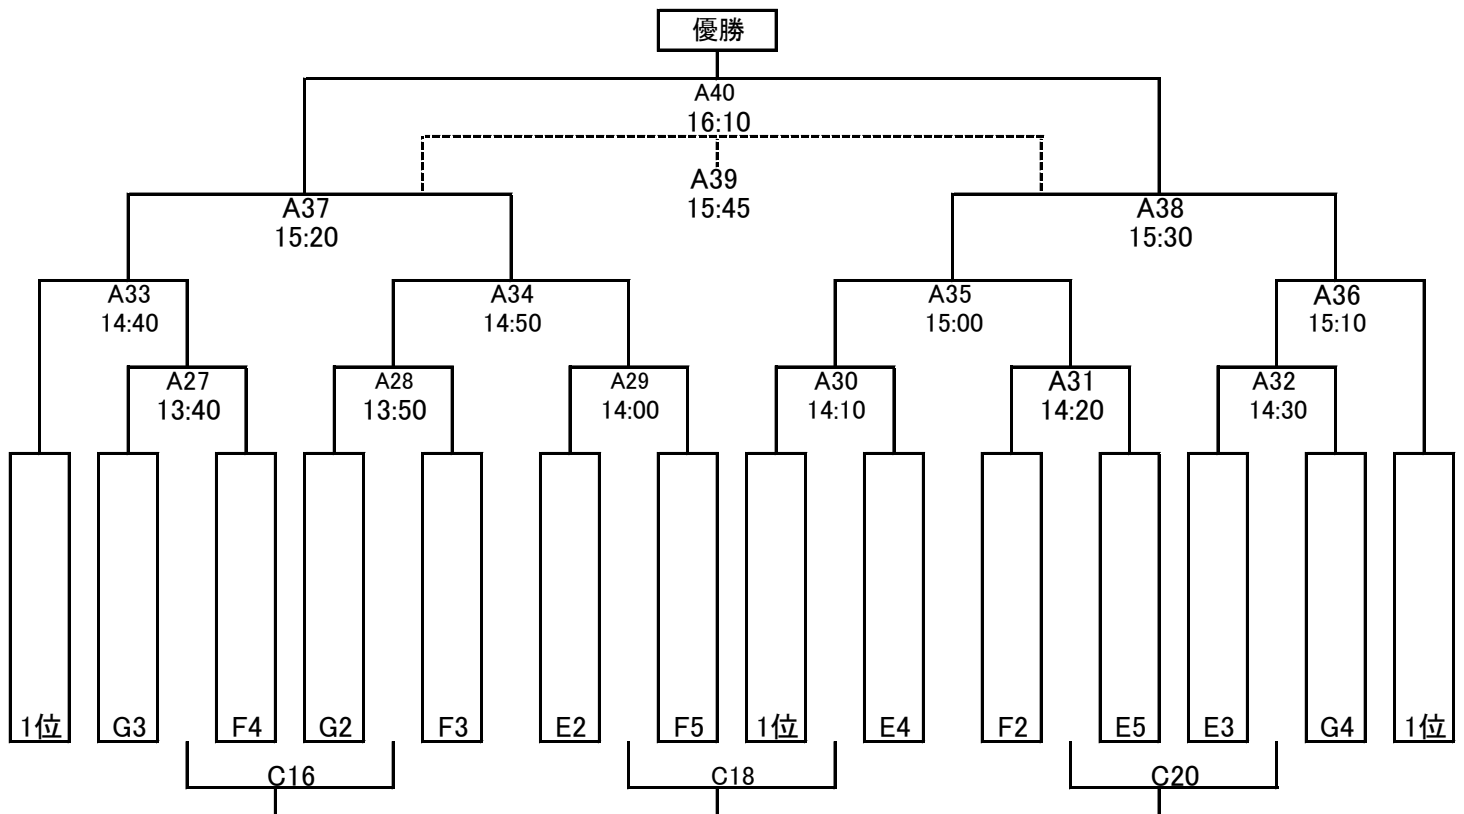 優勝
A40
16:10
A39
15:45
A37
15:20
A38
15:30
A33
14:40
A34
14:50
A35
15:00
A36
15:10
A27
13:40
A28
13:50
A29
14:00
A30
14:10
A31
14:20
A32
14:30
1位 G3 F4 G2 F3 E2 F5 1位 E4 F2 E5 E3 G4 1位
C16 C18 C20